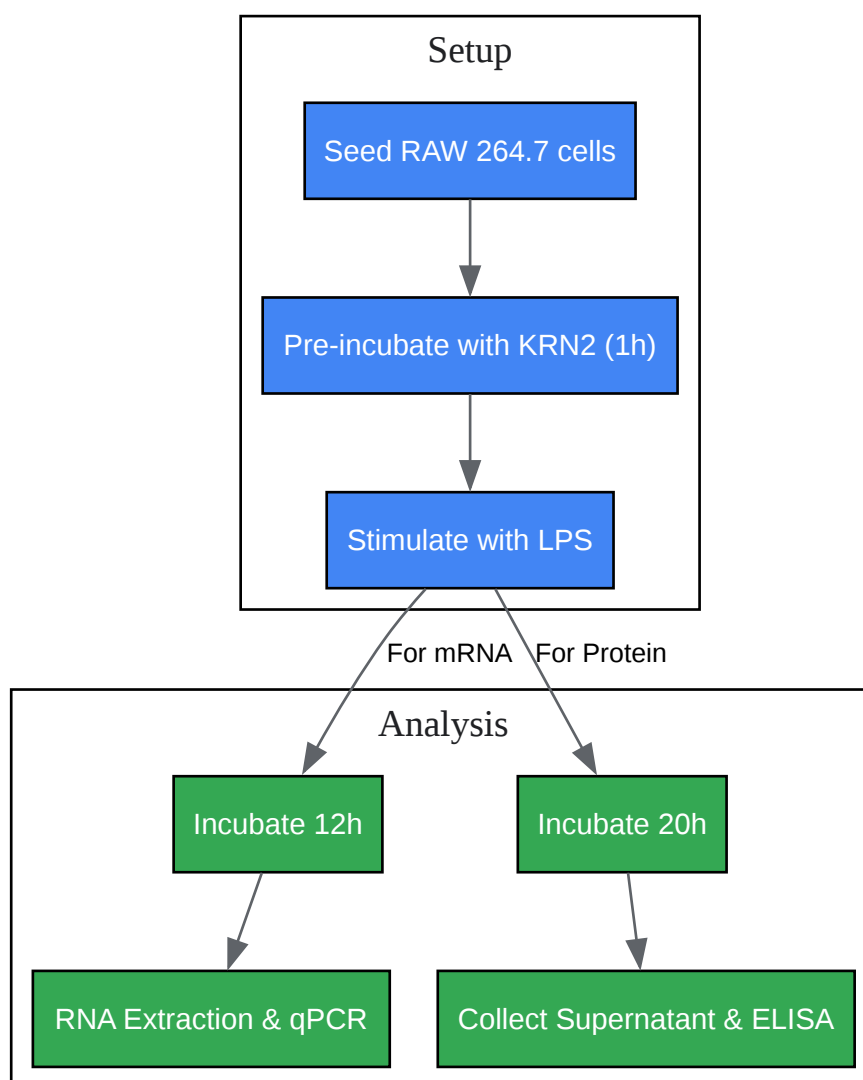 Setup
Seed RAW 264.7 cells
Pre-incubate with KRN2 (1h)
Stimulate with LPS
For mRNA
For Protein
Analysis
Incubate 12h
Incubate 20h
RNA Extraction & qPCR
Collect Supernatant & ELISA